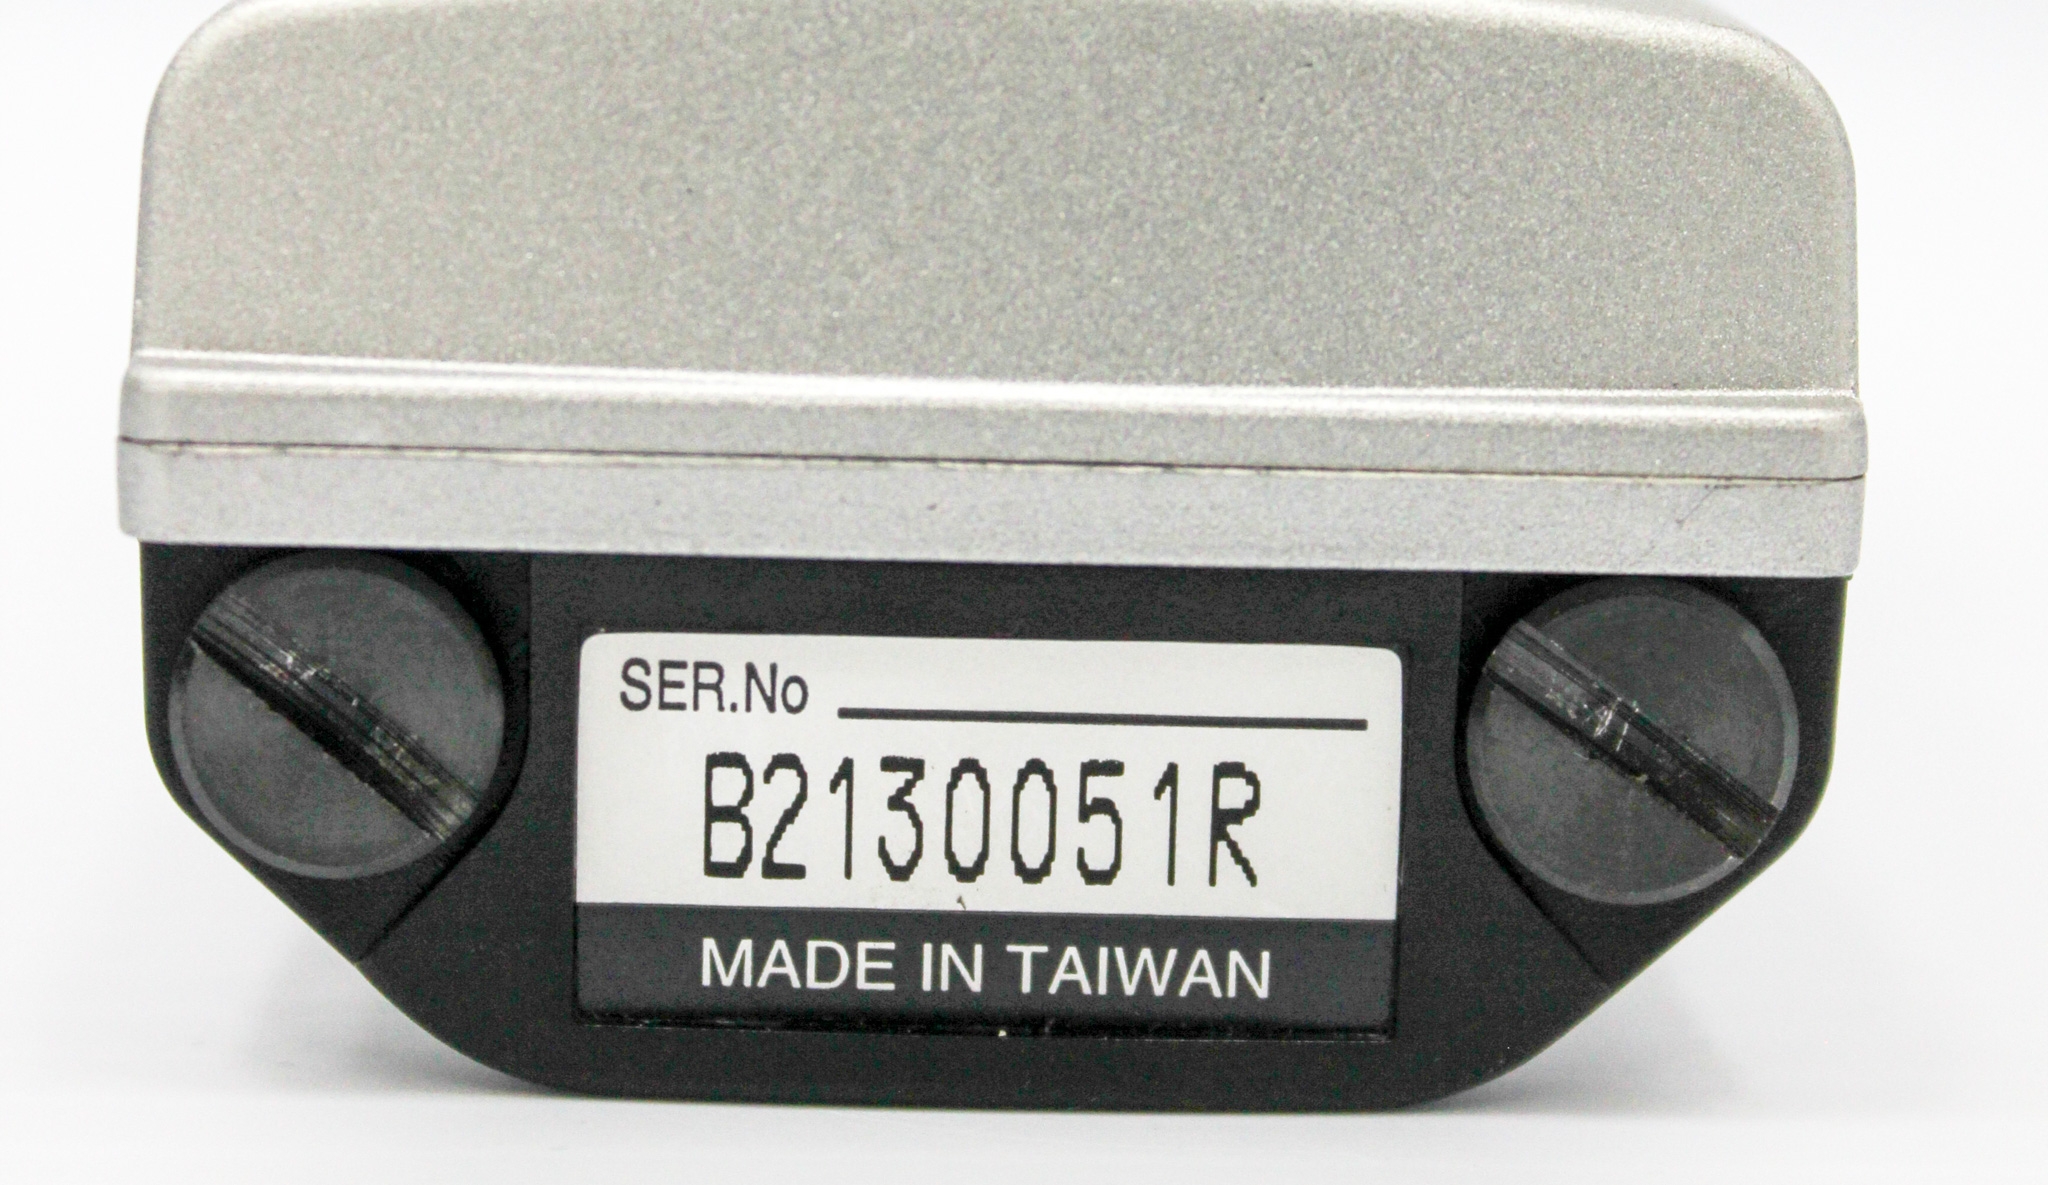 SER.No
B2130051R
MADE IN TAIWAN